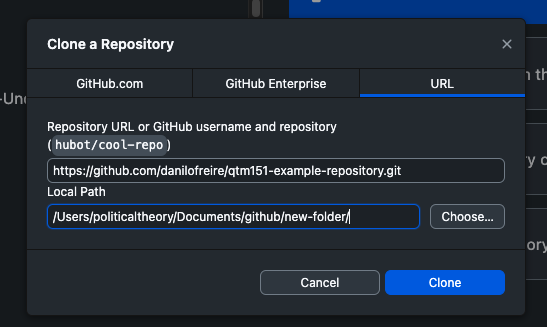 Clone a Repository
GitHub.com
GitHub Enterprise
URL
Repository URL or GitHub username and repository
(hubot/cool-repo)
https://github.com/danilofreire/qtm151-example-repository.git
Local Path
/Users/politicaltheory/Documents/github/new-folder/
Choose...
Cancel
Clone